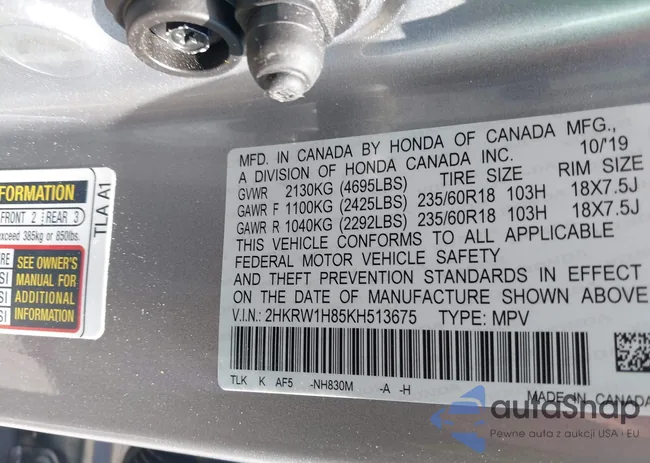 FORMATION
FRONT 2 REAR 3
exceed 385kg or 850lbs.
SEE OWNER'S
MANUAL FOR
ADDITIONAL
INFORMATION
TLA A1
MFD. IN CANADA BY HONDA OF CANADA MFG.,
A DIVISION OF HONDA CANADA INC. 10/'19
GVWR 2130KG (4695LBS) TIRE SIZE RIM SIZE
GAWR F 1100KG (2425LBS) 235/60R18 103H 18X7.5J
GAWR R 1040KG (2292LBS) 235/60R18 103H 18X7.5J
THIS VEHICLE CONFORMS TO ALL APPLICABLE
FEDERAL MOTOR VEHICLE SAFETY
AND THEFT PREVENTION STANDARDS IN EFFECT
ON THE DATE OF MANUFACTURE SHOWN ABOVE
V.I.N.: 2HKRW1H85KH513675 TYPE: MPV
TLK K AF5 -NH830M -A -H
MADE IN CANADA
autaShop
Pewne auta z aukcji USA i EU